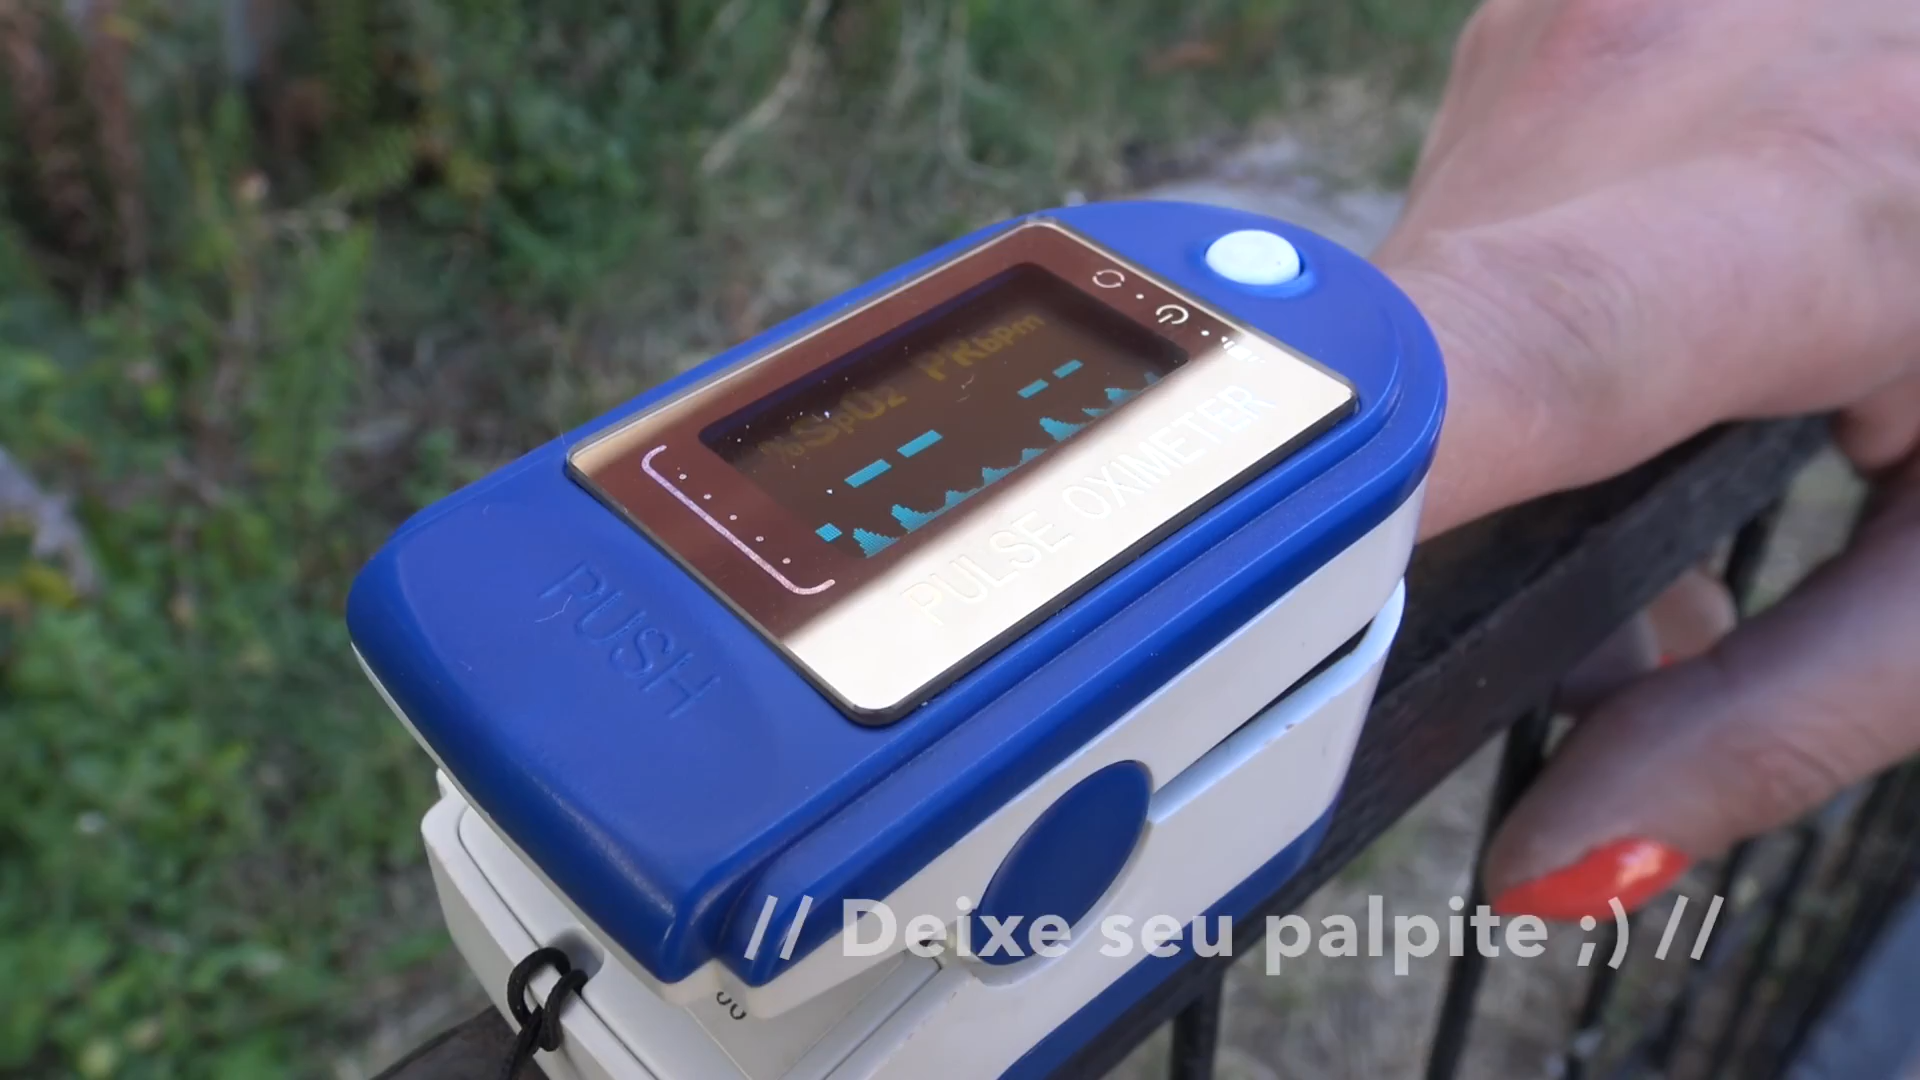 %SpO2 PRbpm
-- --
PULSE OXIMETER
PUSH
// Deixe seu palpite ;) //